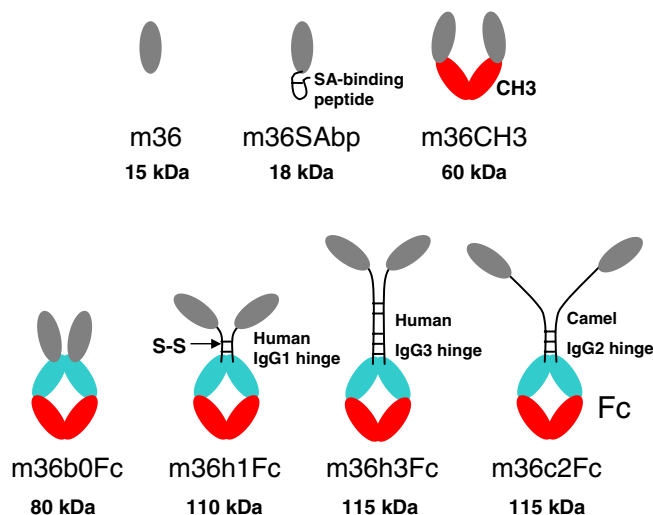 SA-binding
peptide
CH3
m36
m36SAbp
m36CH3
15 kDa
18 kDa
60 kDa
S-S
Human
IgG1 hinge
Human
IgG3 hinge
Camel
IgG2 hinge
Fc
m36b0Fc
m36h1Fc
m36h3Fc
m36c2Fc
80 kDa
110 kDa
115 kDa
115 kDa